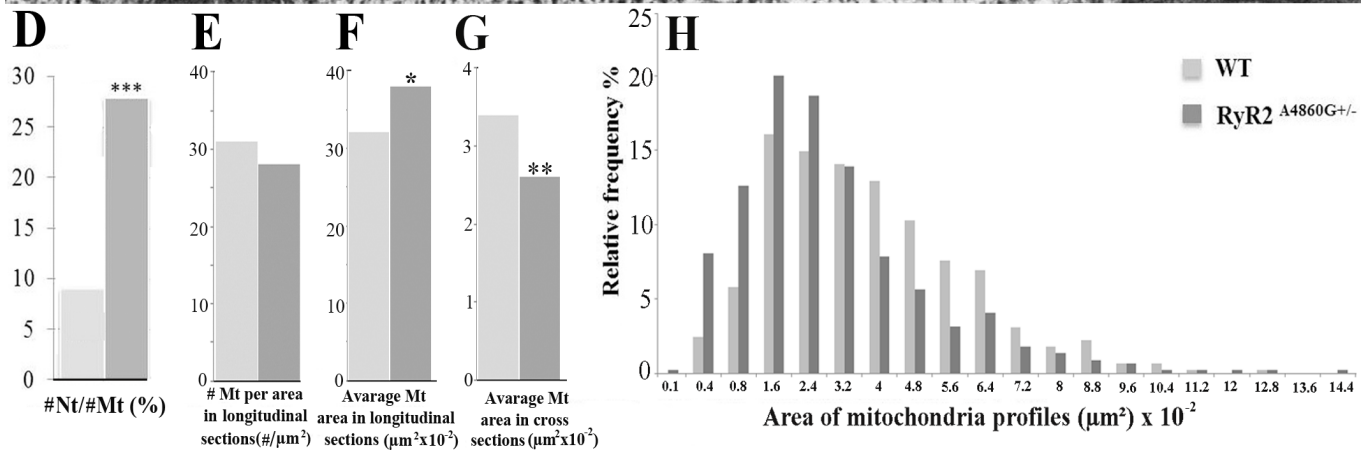 D
30
25
20
15
10
5
0
***
#Nt/#Mt (%)
E
40
30
20
10
0
# Mt per area
in longitudinal
sections(#/μm²)
F
40
30
20
10
0
*
Avarage Mt
area in longitudinal
sections (μm²x10⁻²)
G
4
3
2
1
0
**
Avarage Mt
area in cross
sections (μm²x10⁻²)
H
Relative frequency %
25
20
15
10
5
0
WT
RyR2 A4860G+/-
0.1 0.4 0.8 1.6 2.4 3.2 4 4.8 5.6 6.4 7.2 8 8.8 9.6 10.4 11.2 12 12.8 13.6 14.4
Area of mitochondria profiles (μm²) x 10⁻²